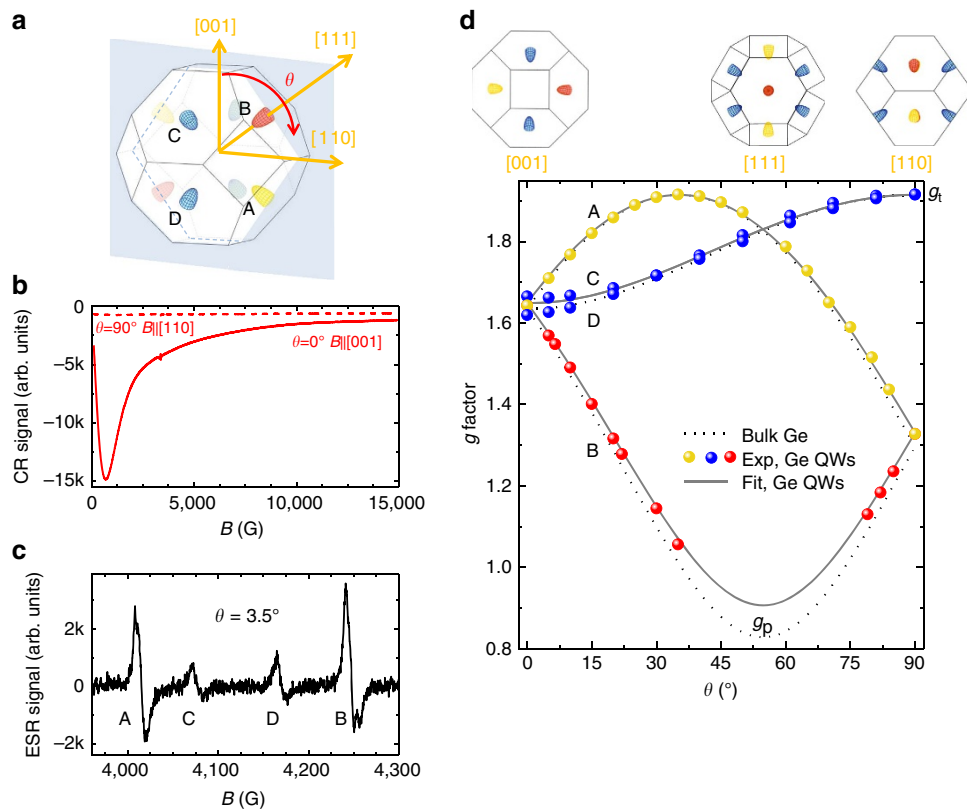 a
[001]
[111]
θ
B
C
[110]
D
A
b
0
−5k
−10k
−15k
θ=90° B||[110]
θ=0° B||[001]
CR signal (arb. units)
0
5,000
10,000
15,000
B (G)
c
2k
0
−2k
θ = 3.5°
A
C
D
B
ESR signal (arb. units)
4,000
4,100
4,200
4,300
B (G)
d
[001]
[111]
[110]
1.8
1.6
1.4
1.2
1.0
0.8
g factor
A
gt
C
D
B
Bulk Ge
Exp, Ge QWs
Fit, Ge QWs
gp
0
15
30
45
60
75
90
θ (°)